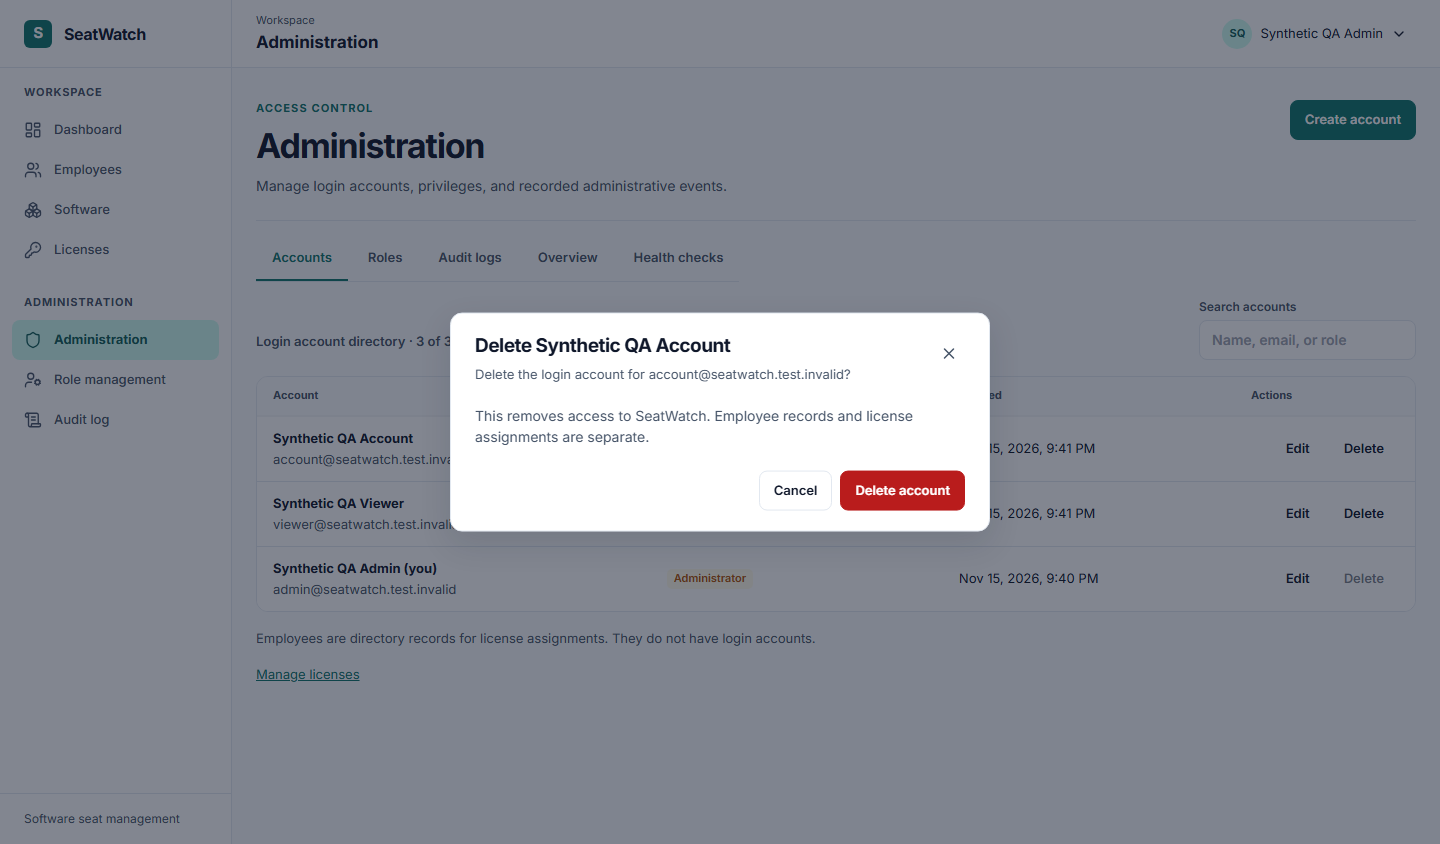 S
SeatWatch
WORKSPACE
Dashboard
Employees
Software
Licenses
ADMINISTRATION
Administration
Role management
Audit log
Software seat management
Workspace
Administration
SQ
Synthetic QA Admin
ACCESS CONTROL
Administration
Manage login accounts, privileges, and recorded administrative events.
Create account
Accounts
Roles
Audit logs
Overview
Health checks
Login account directory · 3 of 3
Search accounts
Name, email, or role
Account
Actions
Synthetic QA Account
account@seatwatch.test.inva
15, 2026, 9:41 PM
Edit
Delete
Synthetic QA Viewer
viewer@seatwatch.test.invali
15, 2026, 9:41 PM
Edit
Delete
Synthetic QA Admin (you)
admin@seatwatch.test.invalid
Administrator
Nov 15, 2026, 9:40 PM
Edit
Delete
Employees are directory records for license assignments. They do not have login accounts.
Manage licenses
Delete Synthetic QA Account
Delete the login account for account@seatwatch.test.invalid?
This removes access to SeatWatch. Employee records and license
assignments are separate.
Cancel
Delete account